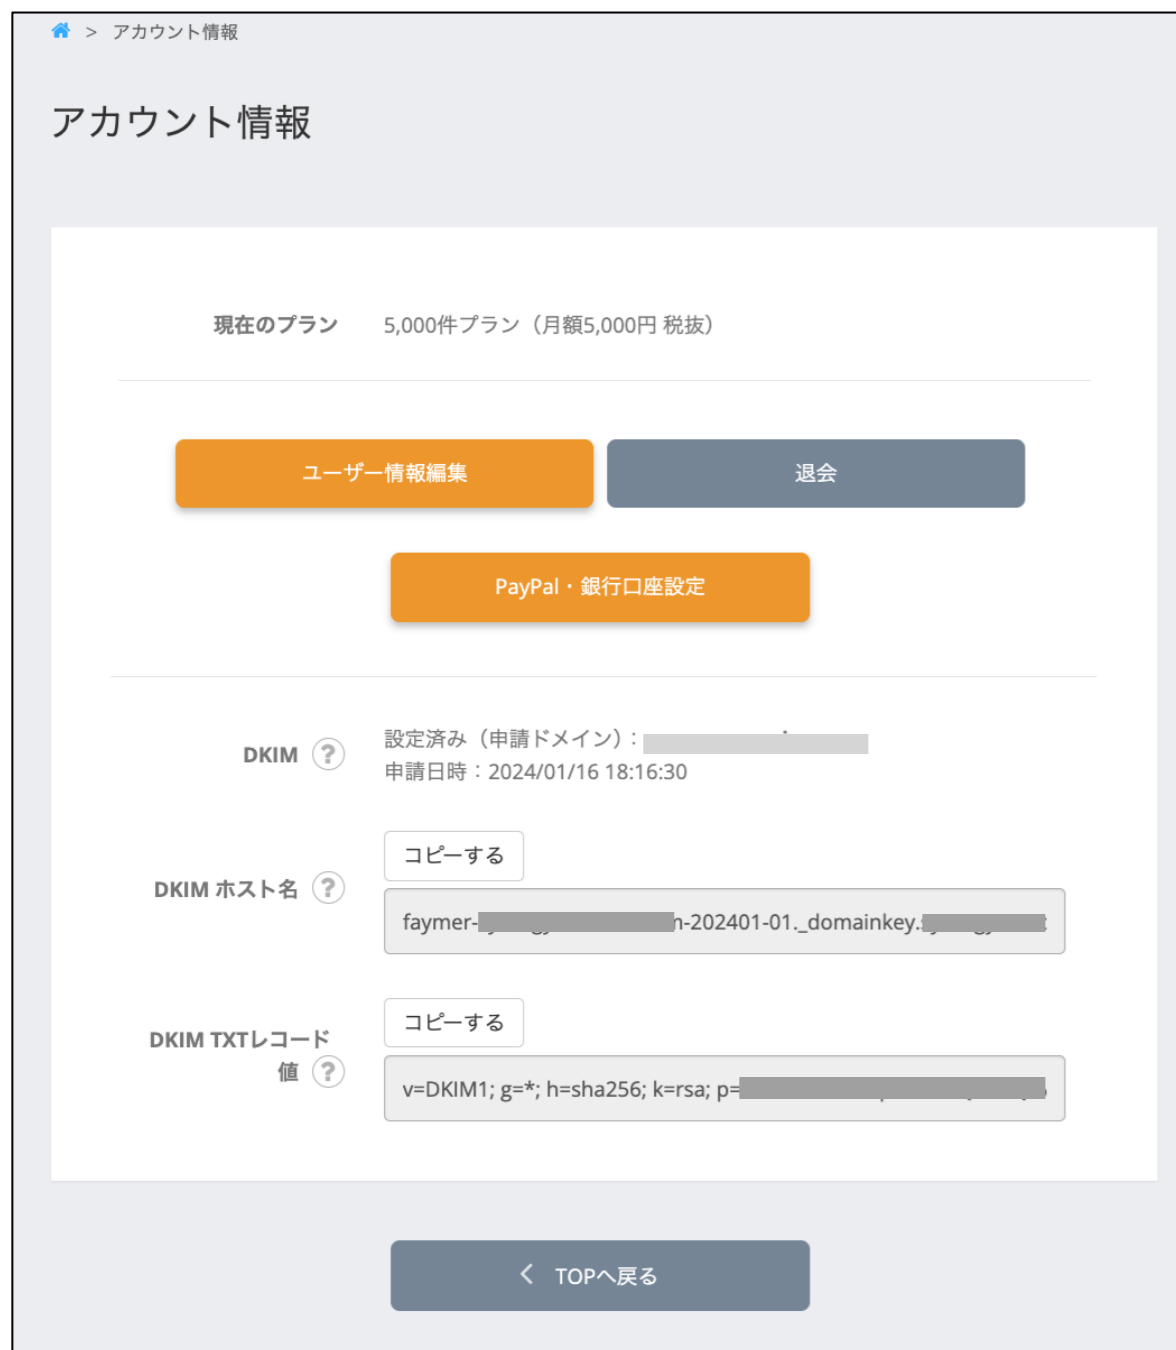 > アカウント情報
アカウント情報
現在のプラン 5,000件プラン（月額5,000円 税抜）
ユーザー情報編集 退会
PayPal・銀行口座設定
DKIM ? 設定済み（申請ドメイン）：
申請日時：2024/01/16 18:16:30
コピーする
DKIM ホスト名 ?
faymer- -202401-01._domainkey.
コピーする
DKIM TXTレコード
値 ?
v=DKIM1; g=*; h=sha256; k=rsa; p=
< TOPへ戻る